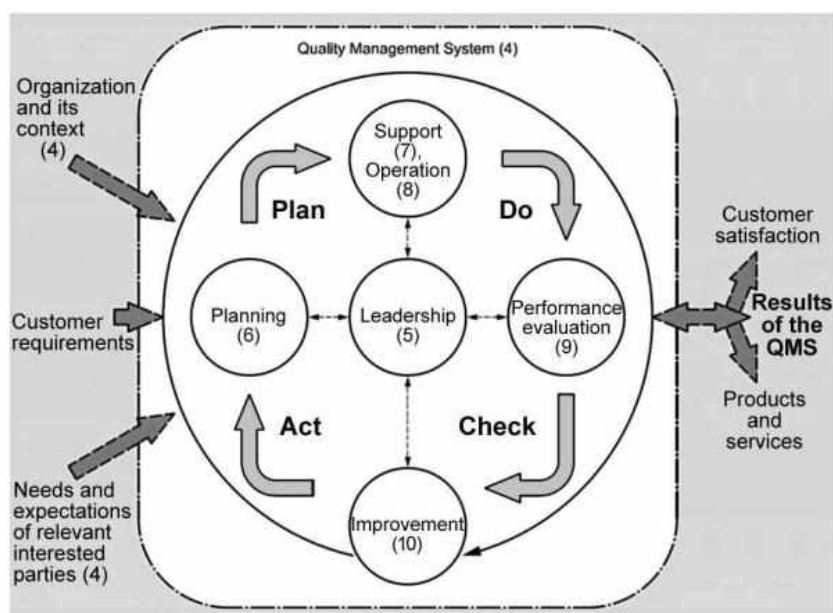 Quality Management System (4)
Organization
and its
context
(4)
Support
(7),
Operation
(8)
Plan
Do
Customer
satisfaction
Customer
requirements
Planning
(6)
Leadership
(5)
Performance
evaluation
(9)
Results
of the
QMS
Act
Check
Products
and
services
Needs and
expectations
of relevant
interested
parties (4)
Improvement
(10)